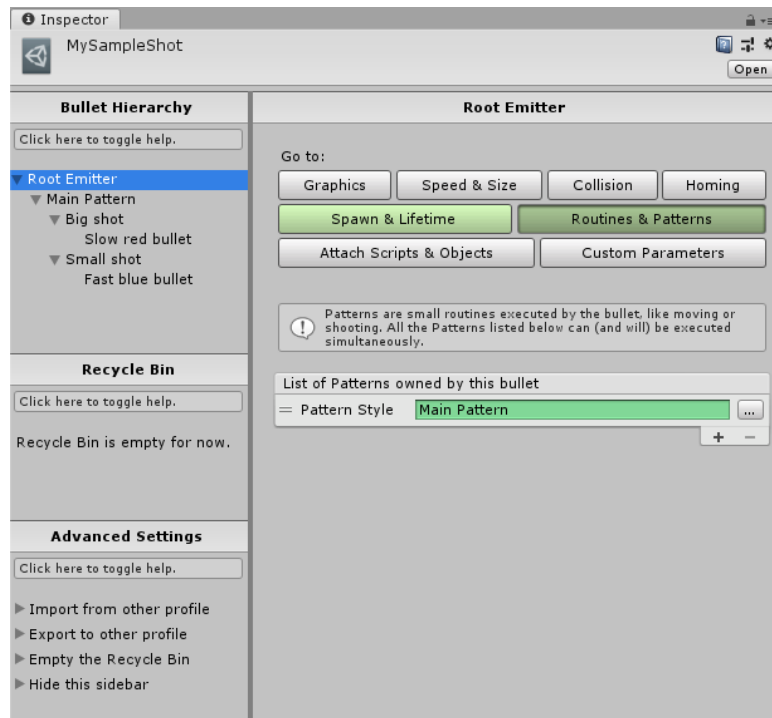 Inspector
MySampleShot
Open
Bullet Hierarchy
Click here to toggle help.
Root Emitter
Main Pattern
Big shot
Slow red bullet
Small shot
Fast blue bullet
Recycle Bin
Click here to toggle help.
Recycle Bin is empty for now.
Advanced Settings
Click here to toggle help.
Import from other profile
Export to other profile
Empty the Recycle Bin
Hide this sidebar
Root Emitter
Go to:
Graphics Speed & Size Collision Homing
Spawn & Lifetime Routines & Patterns
Attach Scripts & Objects Custom Parameters
Patterns are small routines executed by the bullet, like moving or
shooting. All the Patterns listed below can (and will) be executed
simultaneously.
List of Patterns owned by this bullet
Pattern Style Main Pattern ...
+ −